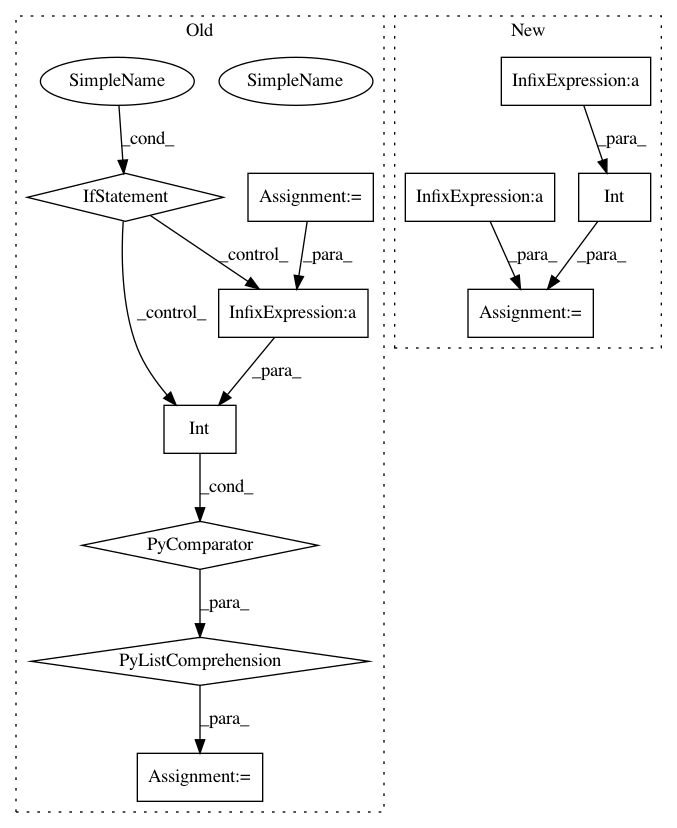 Old
New
SimpleName
SimpleName
InfixExpression:a
_cond_
_para_
IfStatement
Assignment:=
InfixExpression:a
Int
_control_
_para_
_para_
_para_
_control_
InfixExpression:a
Assignment:=
_para_
Int
_cond_
PyComparator
_para_
PyListComprehension
_para_
Assignment:=